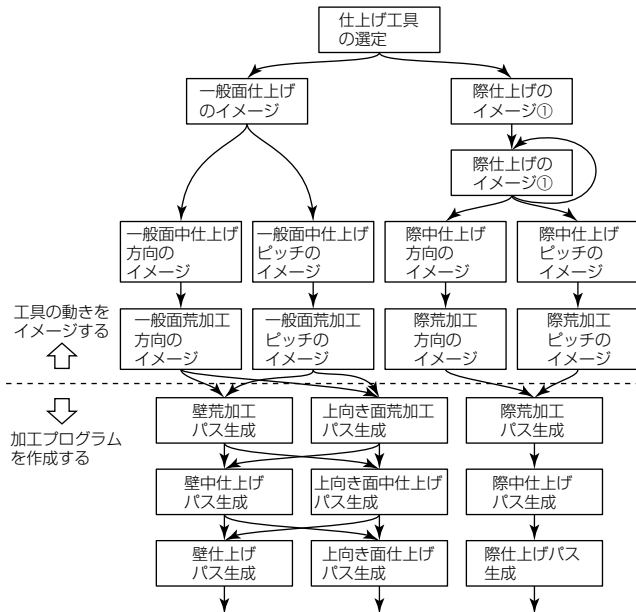 仕上げ工具
の選定
一般面仕上げ
のイメージ
際仕上げの
イメージ①
際仕上げの
イメージ①
一般面中仕上げ
方向の
イメージ
一般面中仕上げ
ピッチの
イメージ
際中仕上げ
方向の
イメージ
際中仕上げ
ピッチの
イメージ
工具の動きを
イメージする
一般面荒加工
方向の
イメージ
一般面荒加工
ピッチの
イメージ
際荒加工
方向の
イメージ
際荒加工
ピッチの
イメージ
加工プログラム
を作成する
壁荒加工
パス生成
上向き面荒加工
パス生成
際荒加工
パス生成
壁中仕上げ
パス生成
上向き面中仕上げ
パス生成
際中仕上げ
パス生成
壁仕上げ
パス生成
上向き面仕上げ
パス生成
際仕上げパス
生成